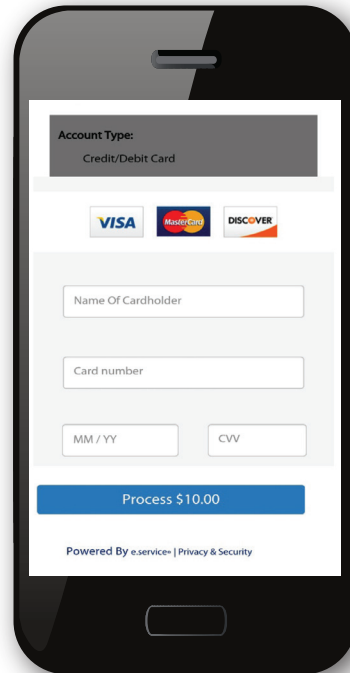 Account Type:
Credit/Debit Card
VISA MasterCard DISCOVER
Name Of Cardholder
Card number
MM / YY CVV
Process $10.00
Powered By e.service® | Privacy & Security